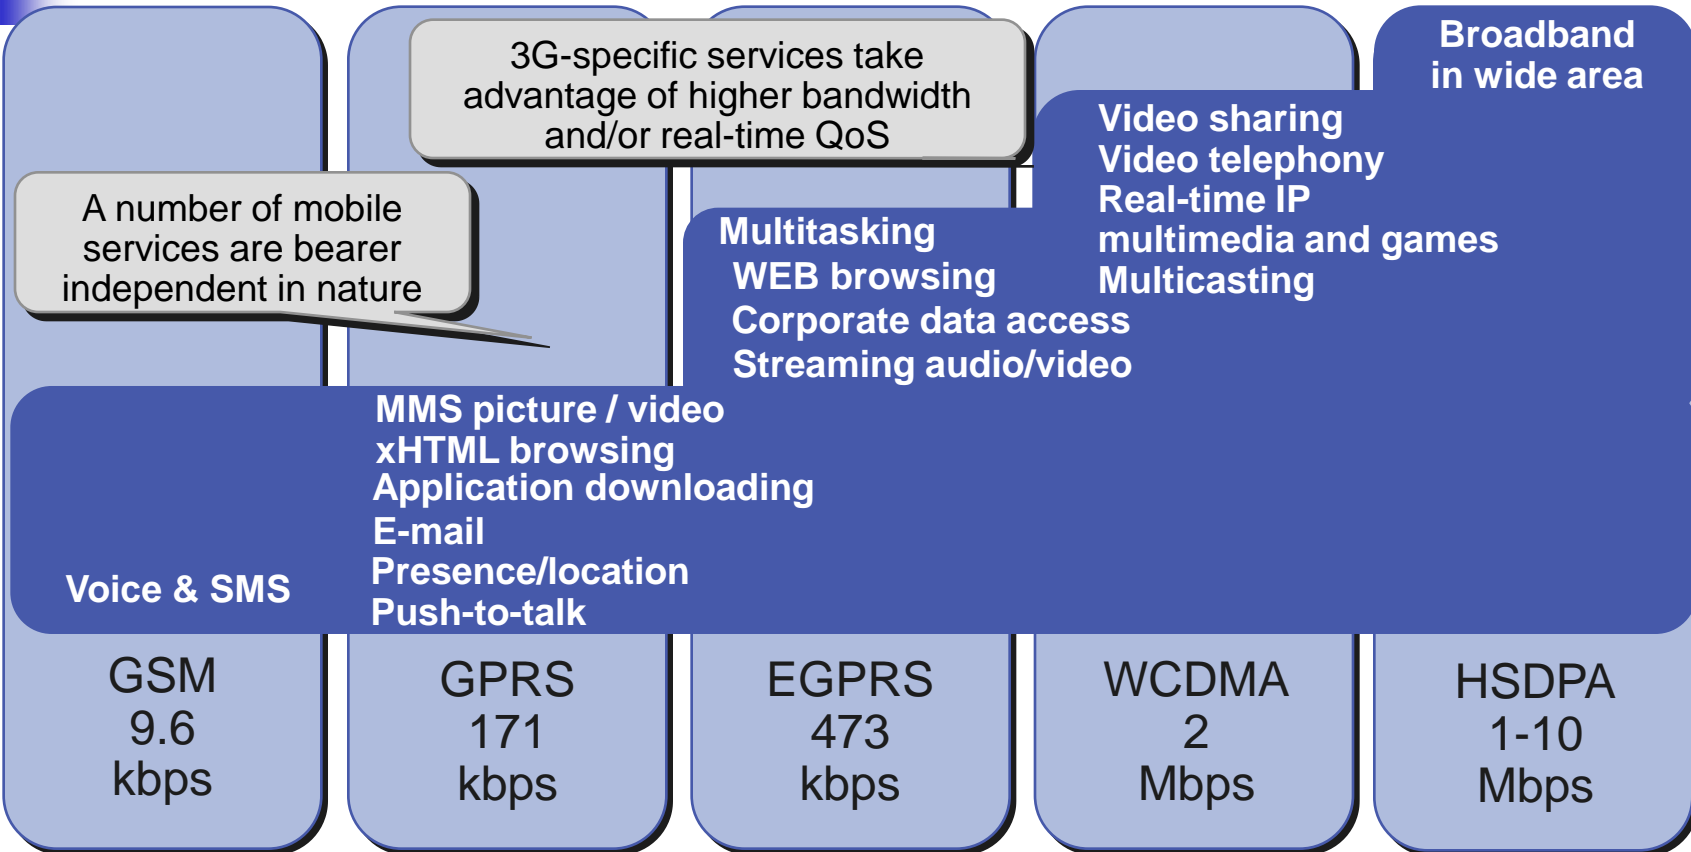 3G-specific services take
advantage of higher bandwidth
and/or real-time QoS
A number of mobile
services are bearer
independent in nature
Broadband
in wide area
Video sharing
Video telephony
Real-time IP
multimedia and games
Multicasting
Multitasking
WEB browsing
Corporate data access
Streaming audio/video
MMS picture / video
xHTML browsing
Application downloading
E-mail
Presence/location
Push-to-talk
Voice & SMS
GSM
9.6
kbps
GPRS
171
kbps
EGPRS
473
kbps
WCDMA
2
Mbps
HSDPA
1-10
Mbps